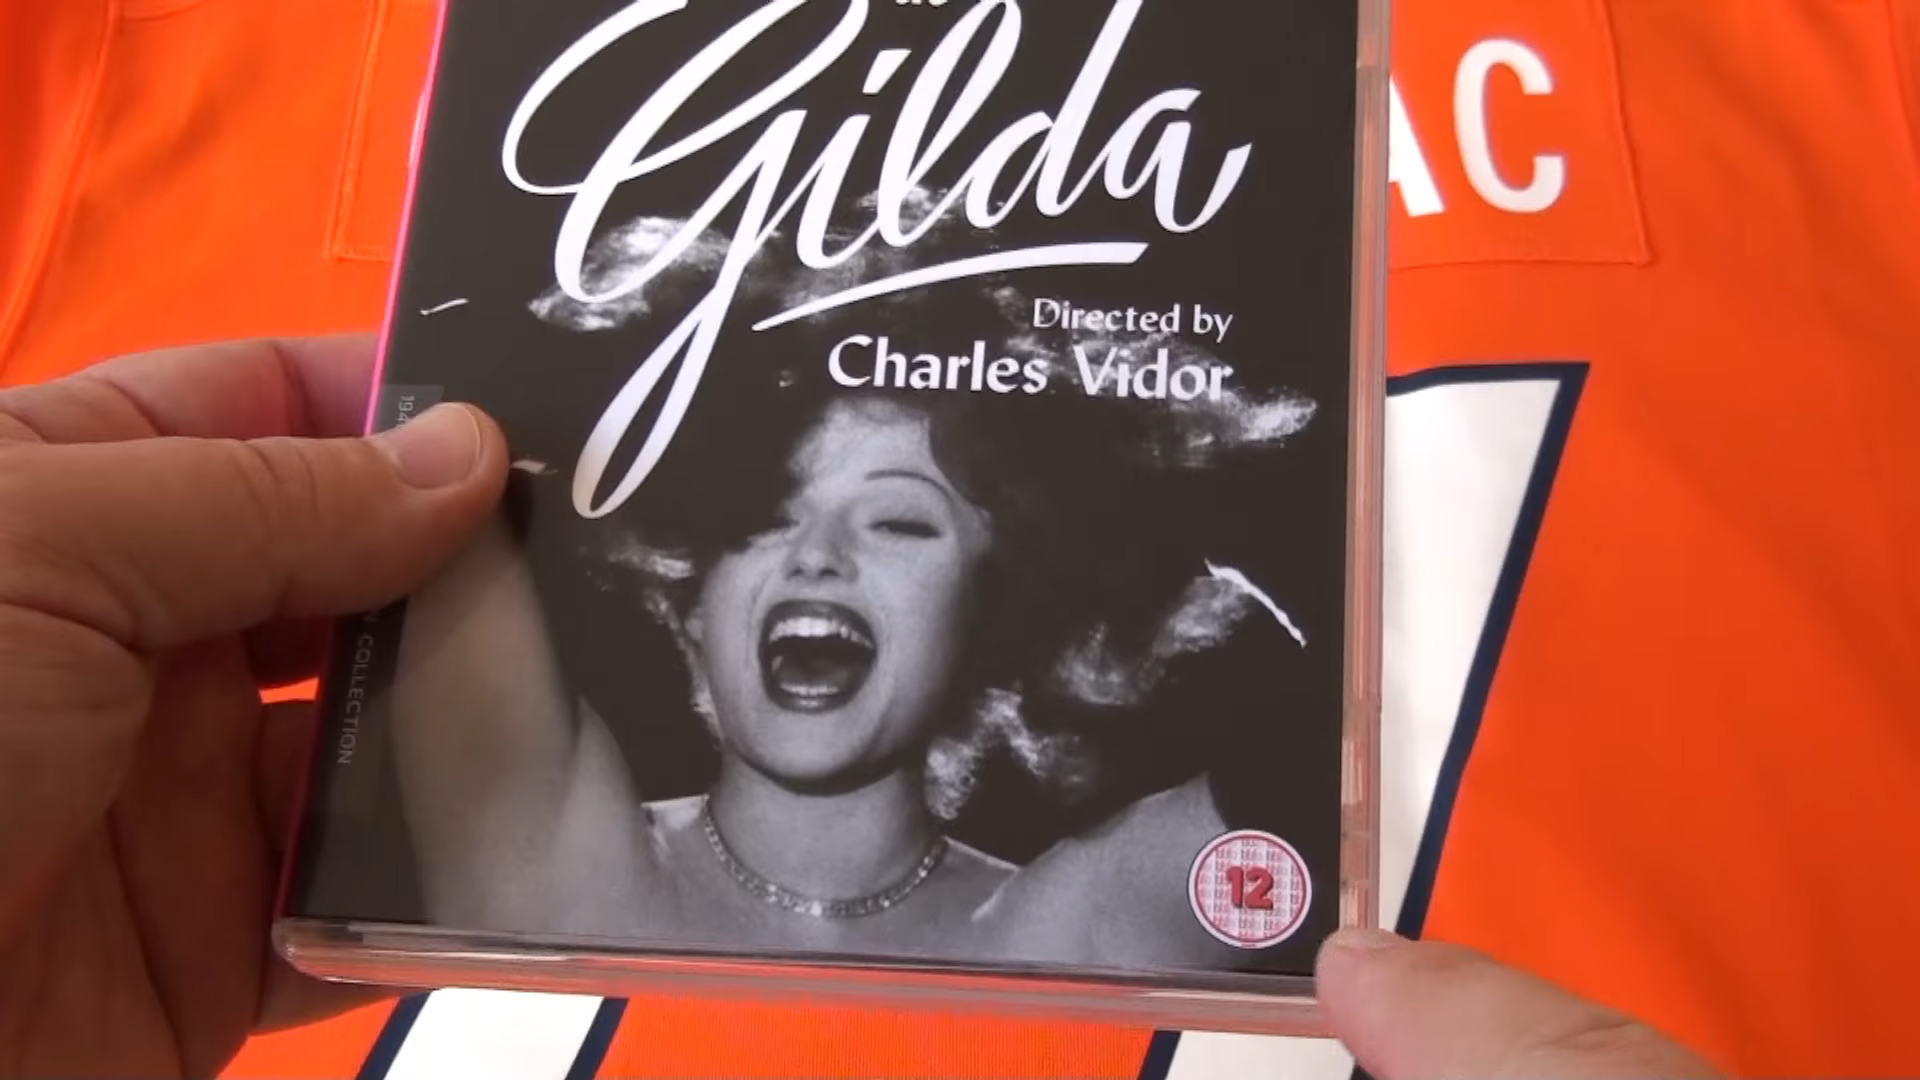 Gilda
Directed by
Charles Vidor
AC
COLLECTION
12